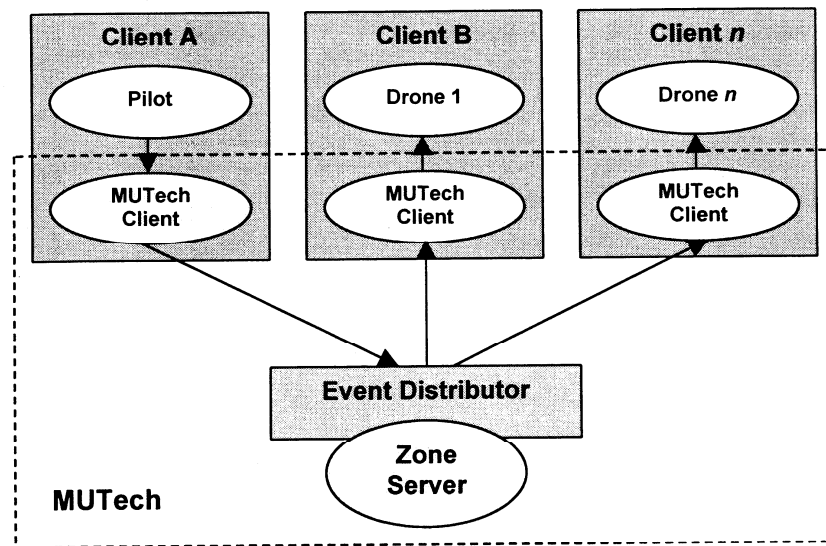 Client A
Pilot
MUTech
Client
Client B
Drone 1
MUTech
Client
Client n
Drone n
MUTech
Client
Event Distributor
Zone
Server
MUTech